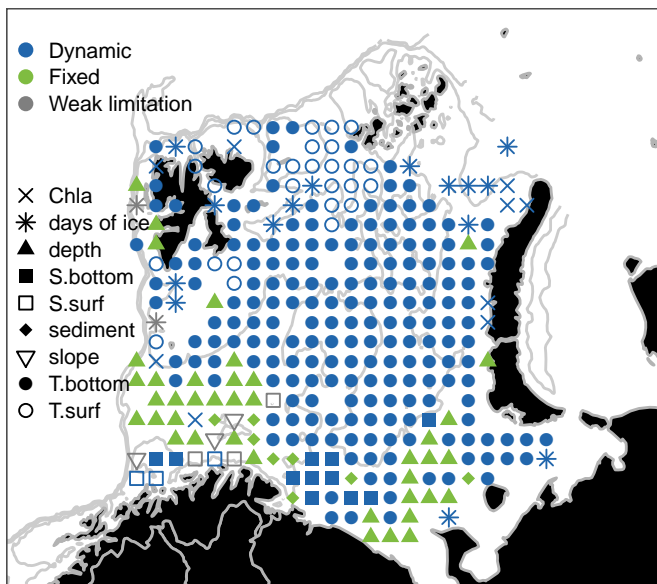 Dynamic
Fixed
Weak limitation
Chla
days of ice
depth
S.bottom
S.surf
sediment
slope
T.bottom
T.surf